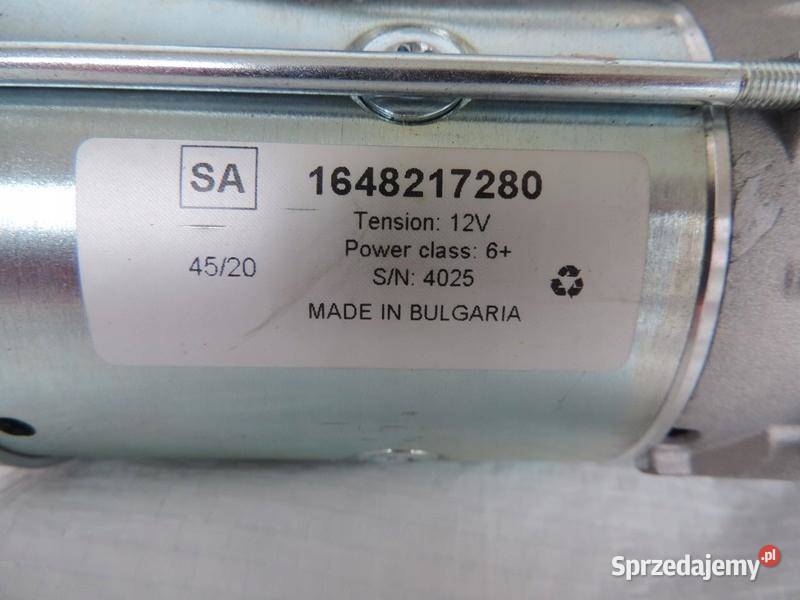 SA 1648217280
Tension: 12V
Power class: 6+
45/20
S/N: 4025
MADE IN BULGARIA
Sprzedajemy.pl